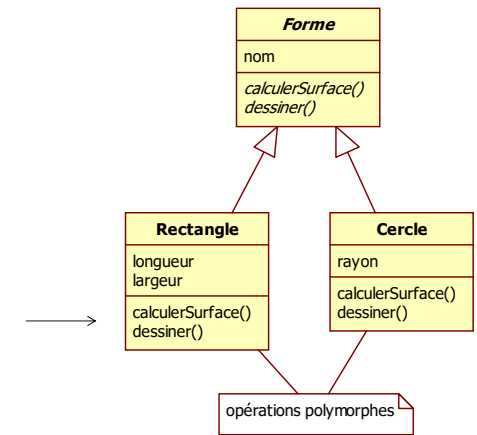 Forme
nom
calculerSurface()
dessiner()
Rectangle
longueur
largeur
calculerSurface()
dessiner()
Cercle
rayon
calculerSurface()
dessiner()
opérations polymorphes